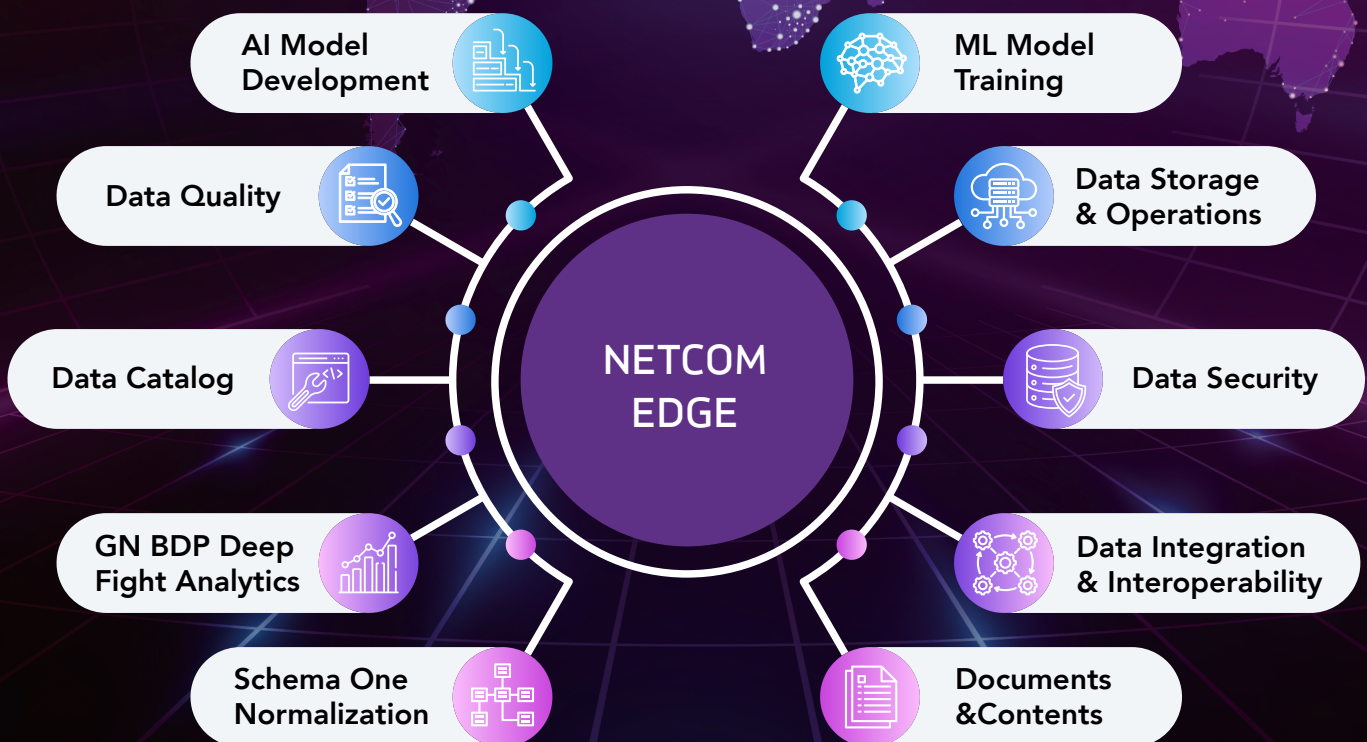 AI Model
Development
ML Model
Training
Data Quality
Data Storage
& Operations
Data Catalog
NETCOM
EDGE
Data Security
GN BDP Deep
Fight Analytics
Data Integration
& Interoperability
Schema One
Normalization
Documents
&Contents